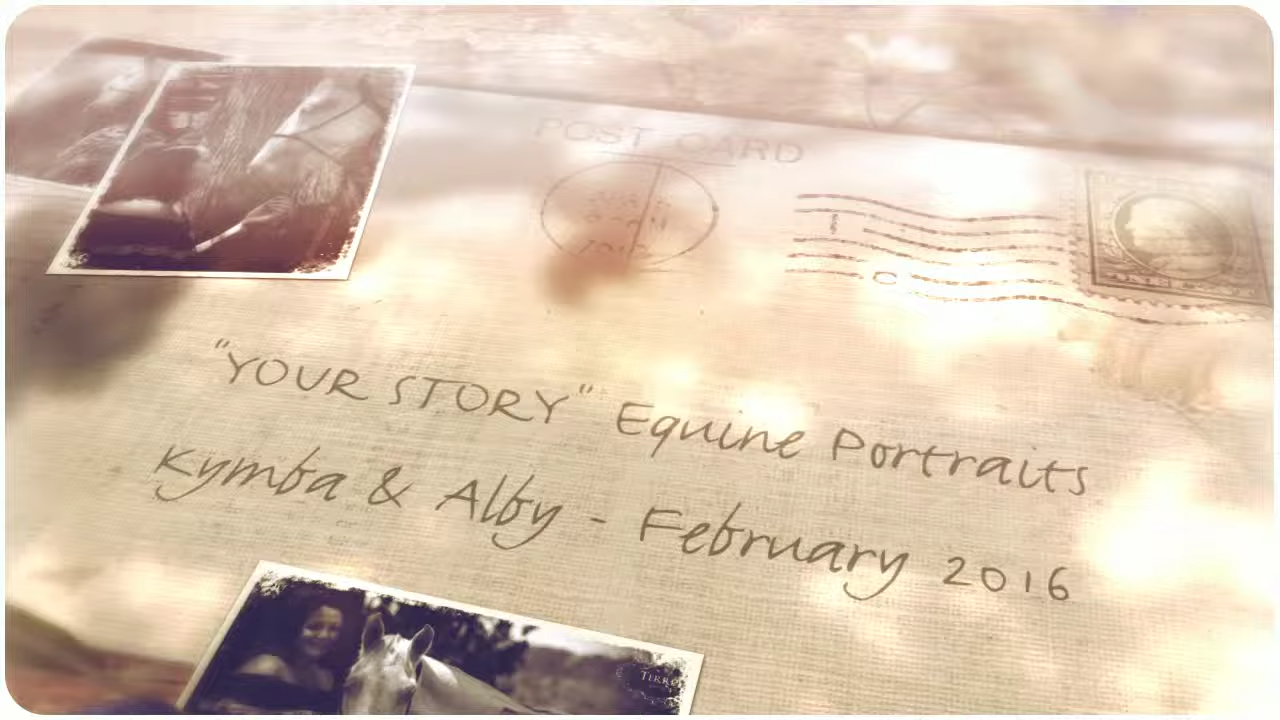 POST CARD
"YOUR STORY" Equine Portraits
Kymba & Alby - February 2016